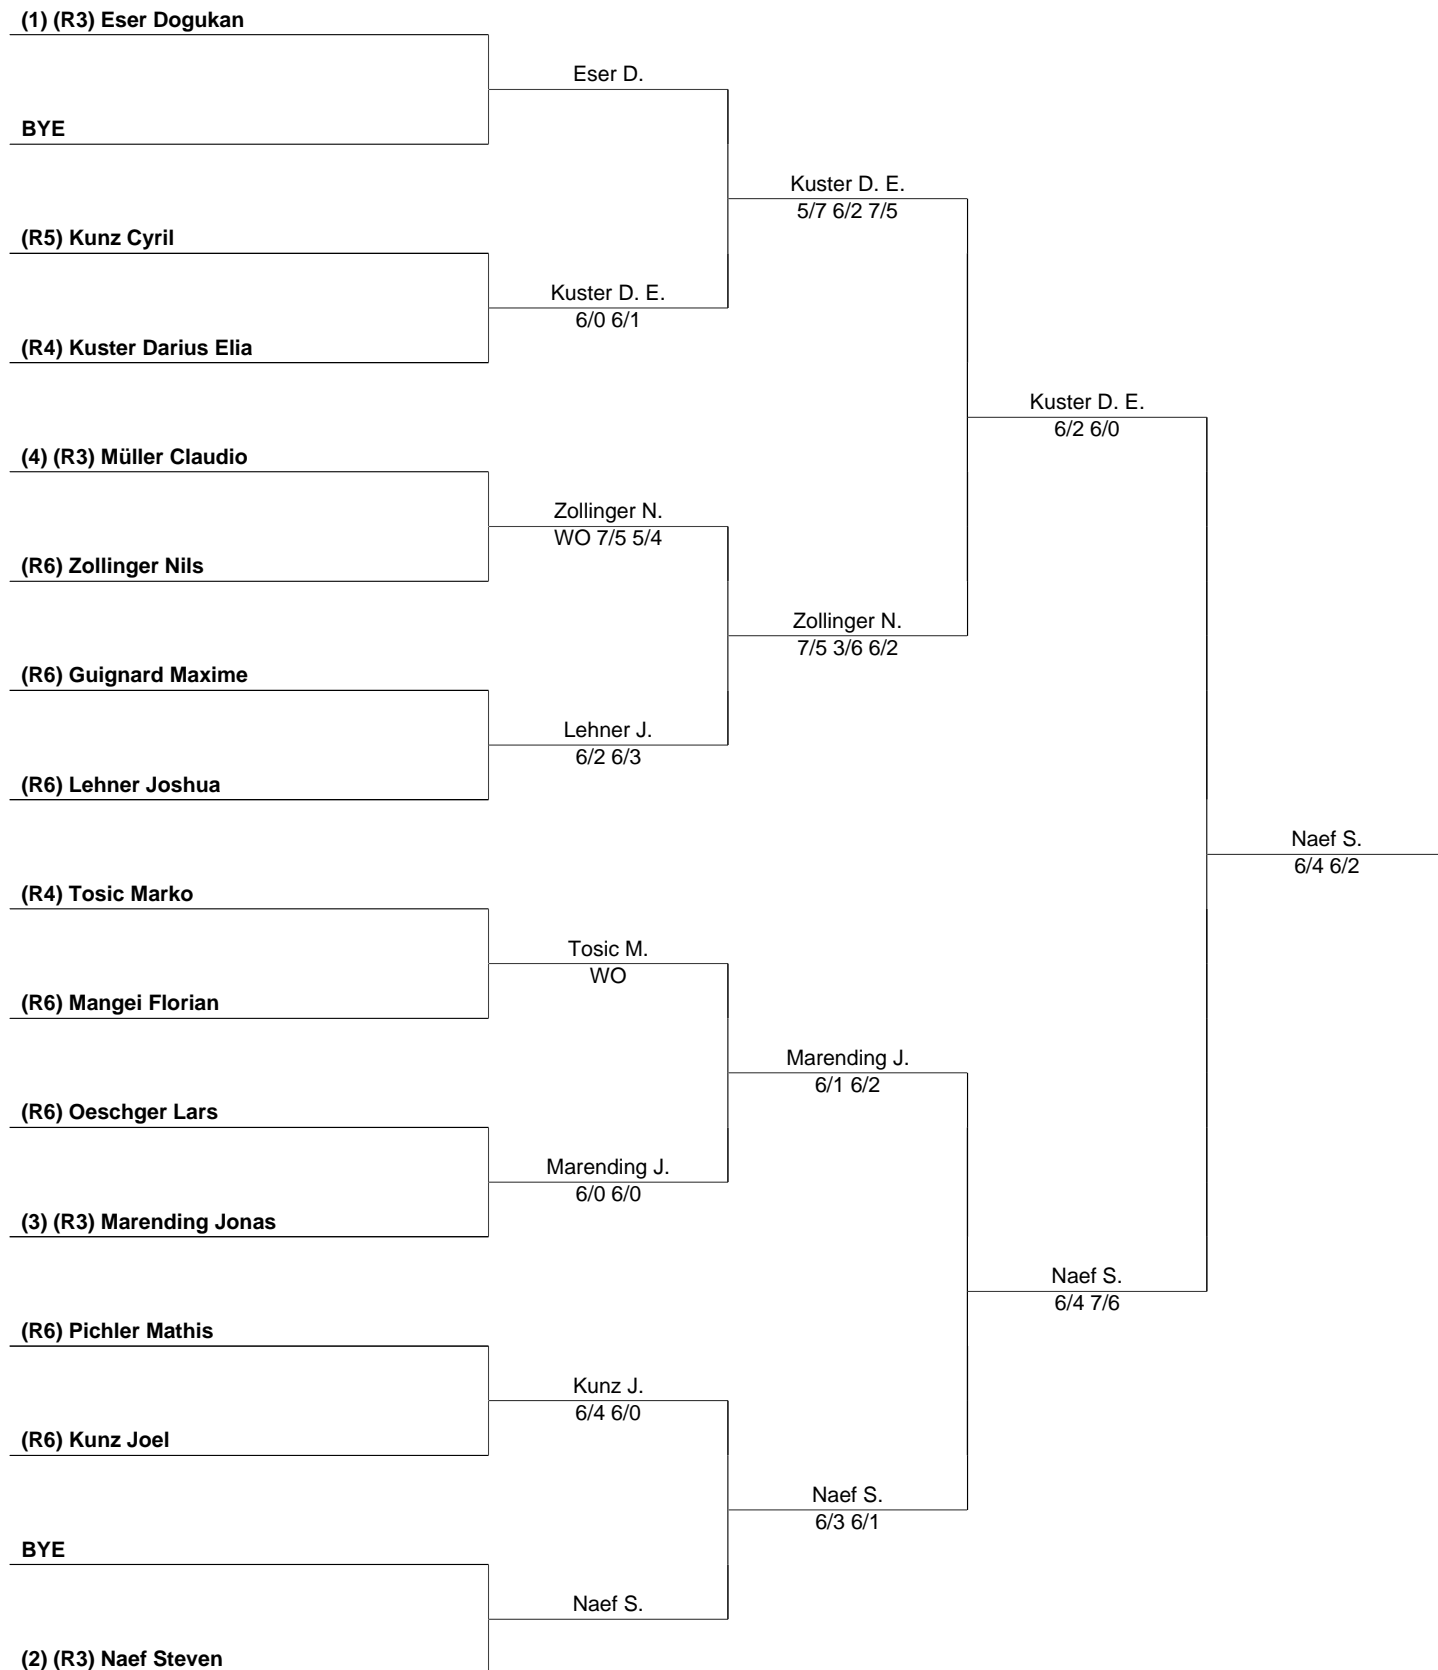 (1) (R3) Eser Dogukan
Eser D.
BYE
Kuster D. E.
5/7 6/2 7/5
(R5) Kunz Cyril
Kuster D. E.
6/0 6/1
(R4) Kuster Darius Elia
Kuster D. E.
6/2 6/0
(4) (R3) Müller Claudio
Zollinger N.
WO 7/5 5/4
(R6) Zollinger Nils
Zollinger N.
7/5 3/6 6/2
(R6) Guignard Maxime
Lehner J.
6/2 6/3
(R6) Lehner Joshua
Naef S.
6/4 6/2
(R4) Tosic Marko
Tosic M.
WO
(R6) Mangei Florian
Marending J.
6/1 6/2
(R6) Oeschger Lars
Marending J.
6/0 6/0
(3) (R3) Marending Jonas
Naef S.
6/4 7/6
(R6) Pichler Mathis
Kunz J.
6/4 6/0
(R6) Kunz Joel
Naef S.
6/3 6/1
BYE
Naef S.
(2) (R3) Naef Steven